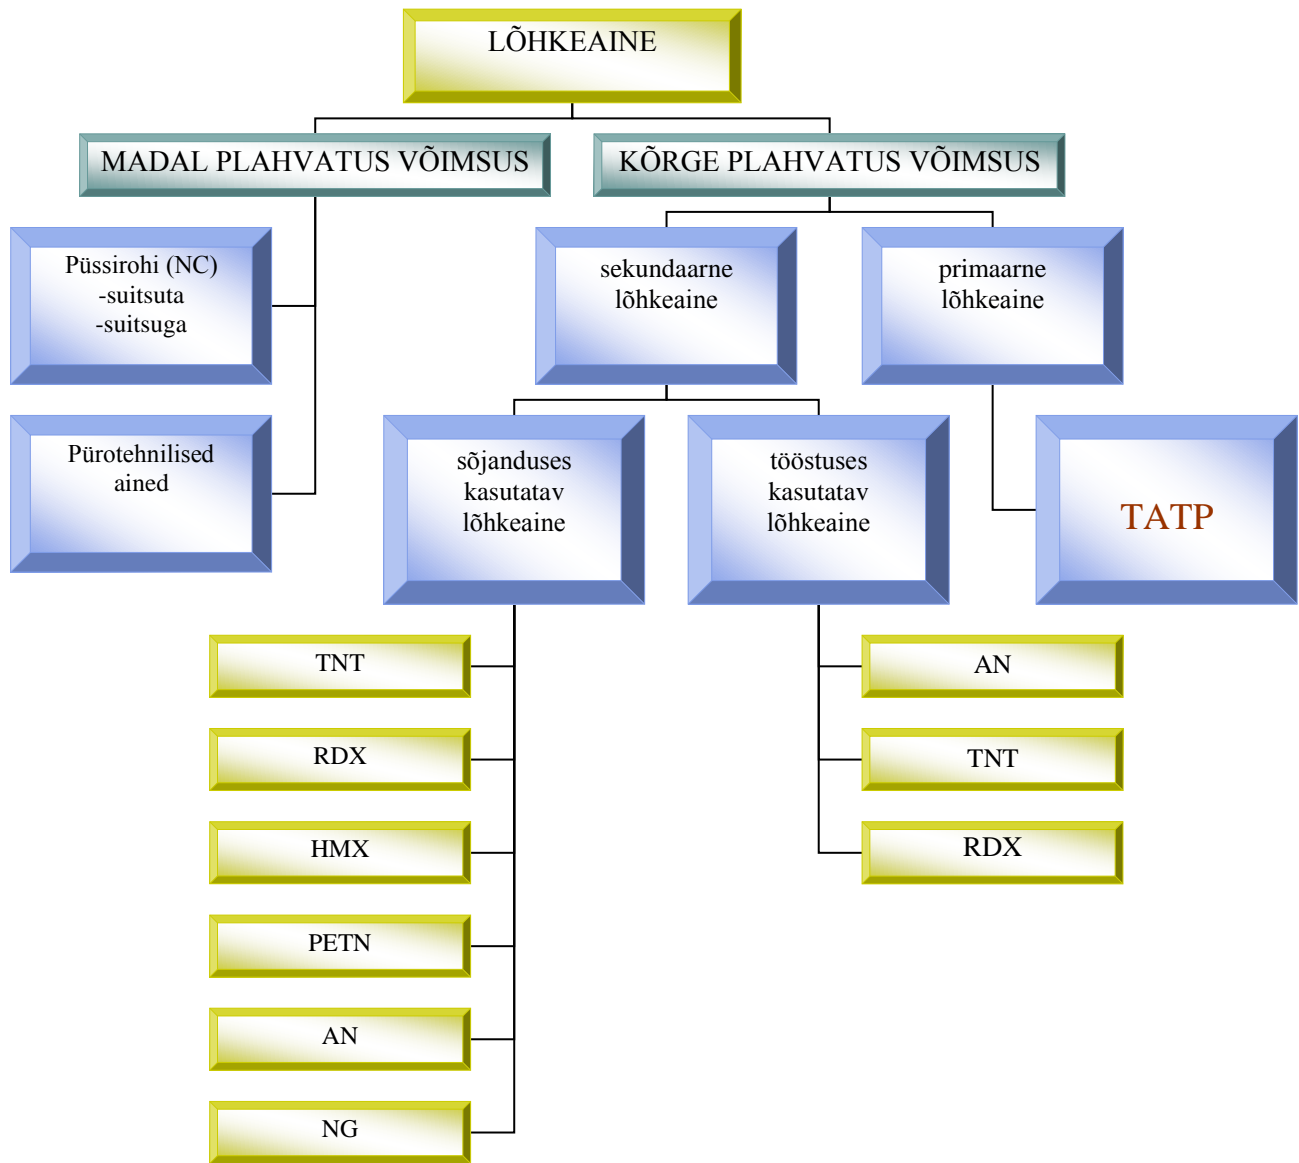 LÕHKEAINE
MADAL PLAHVATUS VÕIMSUS
KÕRGE PLAHVATUS VÕIMSUS
Püssirohi (NC)
-suitsuta
-suitsuga
sekundaarne
lõhkeaine
primaarne
lõhkeaine
Pürotehnilised
ained
sõjanduses
kasutatav
lõhkeaine
tööstuses
kasutatav
lõhkeaine
TATP
TNT
RDX
HMX
PETN
AN
NG
AN
TNT
RDX